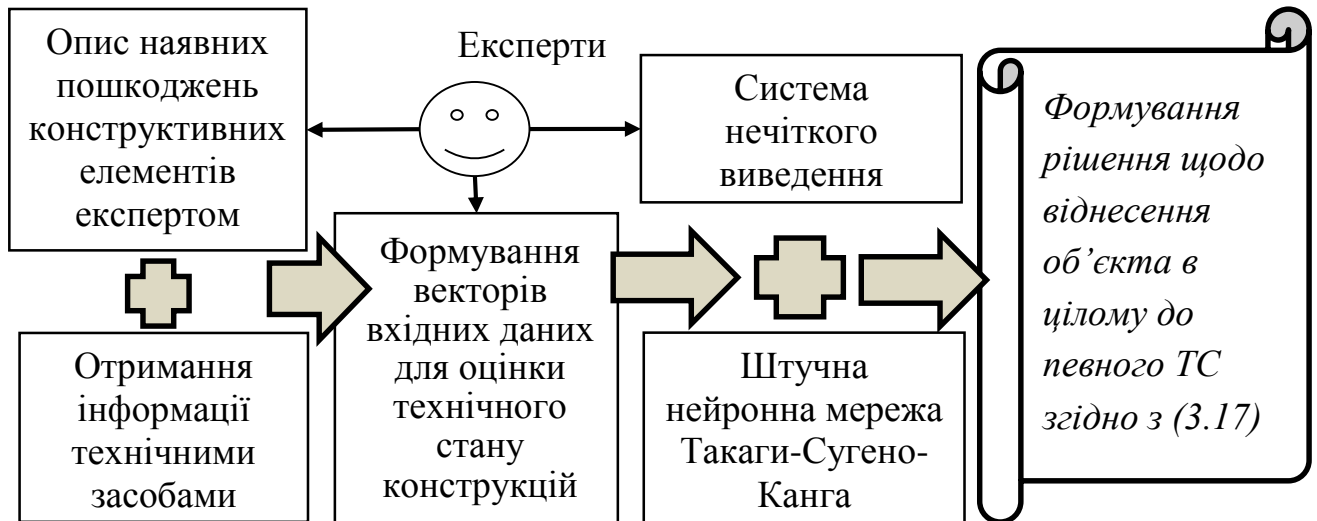 Опис наявних
пошкоджень
конструктивних
елементів
експертом
Експерти
Система
нечіткого
виведення
Отримання
інформації
технічними
засобами
Формування
векторів
вхідних даних
для оцінки
технічного
стану
конструкцій
Штучна
нейронна мережа
Такаги-Сугено-
Канга
Формування
рішення щодо
віднесення
об’єкта в
цілому до
певного ТС
згідно з (3.17)